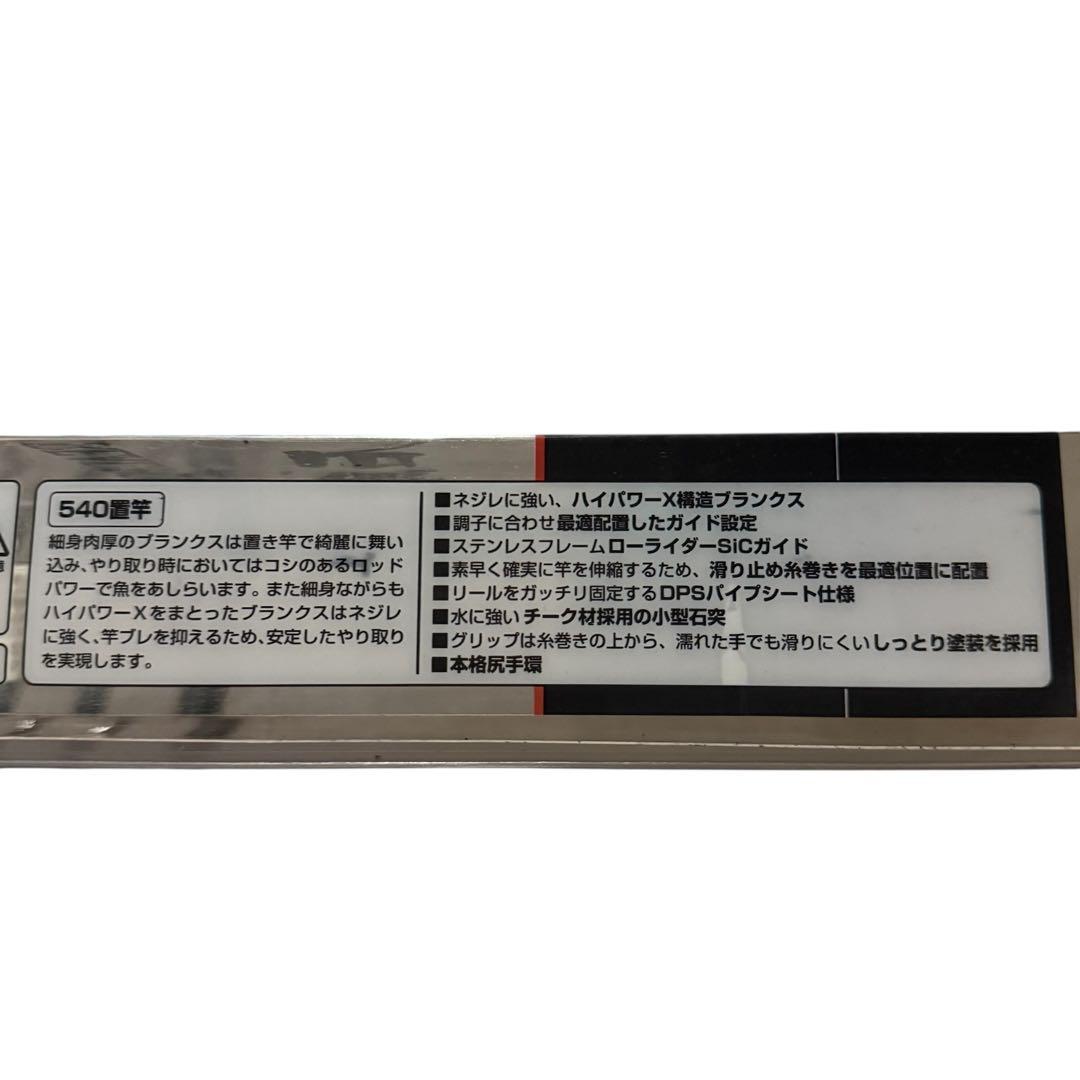 540置竿
細身肉厚のブランクスは置き竿で綺麗に舞い
込み、やり取り時においてはコシのあるロッド
パワーで魚をあしらいます。また細身ながらも
ハイパワーXをまとったブランクスはネジレ
に強く、竿ブレを抑えるため、安定したやり取り
を実現します。
■ネジレに強い、ハイパワーX構造ブランクス
■調子に合わせ最適配置したガイド設定
■ステンレスフレームローライダーSiCガイド
■素早く確実に竿を伸縮するため、滑り止め糸巻きを最適位置に配置
■リールをガッチリ固定するDPSパイプシート仕様
■水に強いチーク材採用の小型石突
■グリップは糸巻きの上から、濡れた手でも滑りにくいしっとり塗装を採用
■本格尻手環